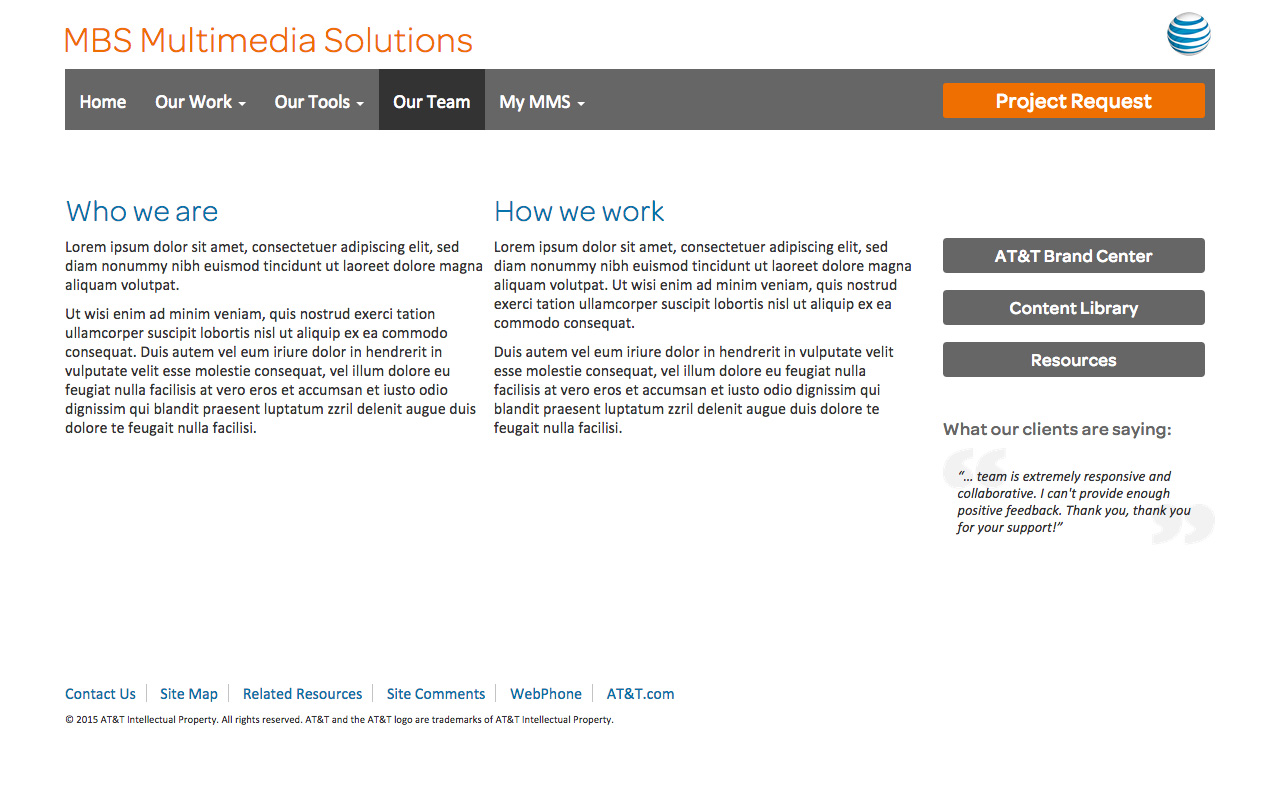 MBS Multimedia Solutions
Home Our Work Our Tools Our Team My MMS Project Request
Who we are
Lorem ipsum dolor sit amet, consectetuer adipiscing elit, sed
diam nonummy nibh euismod tincidunt ut laoreet dolore magna
aliquam volutpat.
Ut wisi enim ad minim veniam, quis nostrud exerci tation
ullamcorper suscipit lobortis nisl ut aliquip ex ea commodo
consequat. Duis autem vel eum iriure dolor in hendrerit in
vulputate velit esse molestie consequat, vel illum dolore eu
feugiat nulla facilisis at vero eros et accumsan et iusto odio
dignissim qui blandit praesent luptatum zzril delenit augue duis
dolore te feugait nulla facilisi.
How we work
Lorem ipsum dolor sit amet, consectetuer adipiscing elit, sed
diam nonummy nibh euismod tincidunt ut laoreet dolore magna
aliquam volutpat. Ut wisi enim ad minim veniam, quis nostrud
exerci tation ullamcorper suscipit lobortis nisl ut aliquip ex ea
commodo consequat.
Duis autem vel eum iriure dolor in hendrerit in vulputate velit
esse molestie consequat, vel illum dolore eu feugiat nulla
facilisis at vero eros et accumsan et iusto odio dignissim qui
blandit praesent luptatum zzril delenit augue duis dolore te
feugait nulla facilisi.
AT&T Brand Center
Content Library
Resources
What our clients are saying:
“... team is extremely responsive and
collaborative. I can't provide enough
positive feedback. Thank you, thank you
for your support!”
Contact Us Site Map Related Resources Site Comments WebPhone AT&T.com
© 2015 AT&T Intellectual Property. All rights reserved. AT&T and the AT&T logo are trademarks of AT&T Intellectual Property.